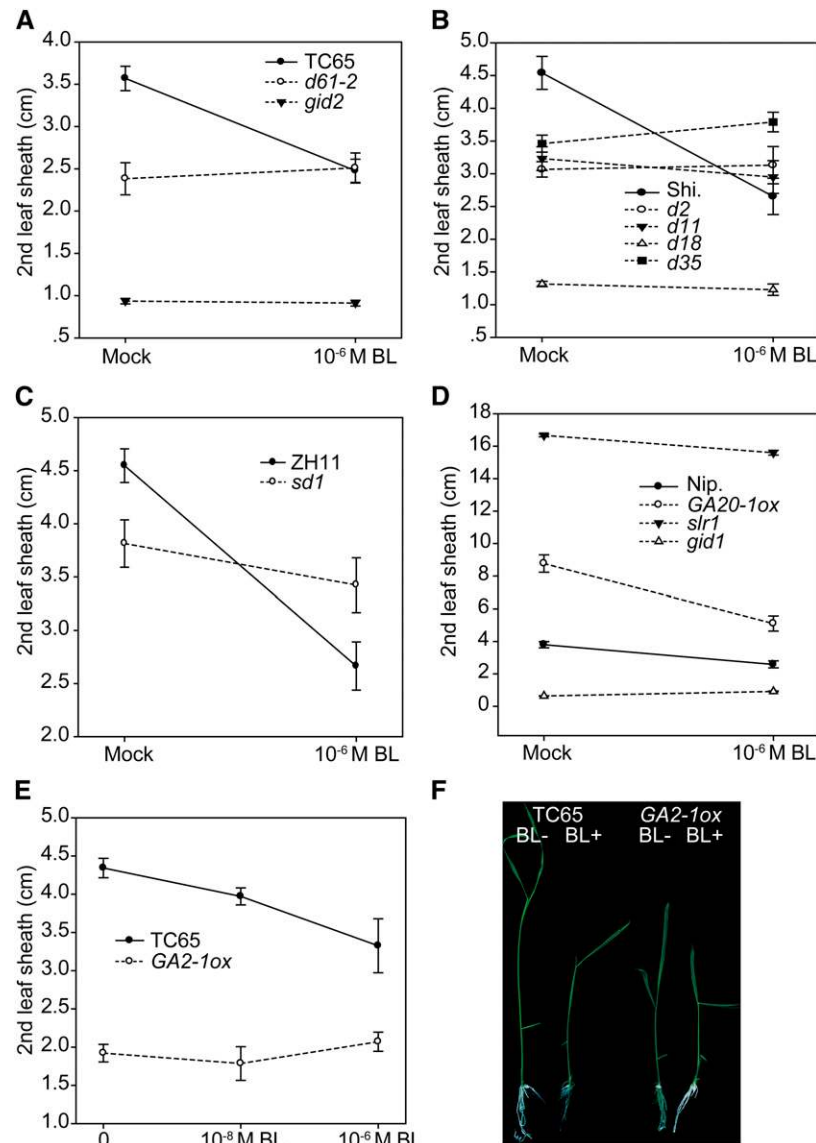 A
2nd leaf sheath (cm)
4.0
3.5
3.0
2.5
2.0
1.5
1.0
.5
TC65
d61-2
gid2
Mock
10⁻⁶ M BL
B
2nd leaf sheath (cm)
5.0
4.5
4.0
3.5
3.0
2.5
2.0
1.5
1.0
.5
Shi.
d2
d11
d18
d35
Mock
10⁻⁶ M BL
C
2nd leaf sheath (cm)
5.0
4.5
4.0
3.5
3.0
2.5
2.0
ZH11
sd1
Mock
10⁻⁶ M BL
D
2nd leaf sheath (cm)
18
16
14
12
10
8
6
4
2
0
Nip.
GA20-1ox
slr1
gid1
Mock
10⁻⁶ M BL
E
2nd leaf sheath (cm)
5.0
4.5
4.0
3.5
3.0
2.5
2.0
1.5
1.0
TC65
GA2-1ox
0
10⁻⁸ M BL
10⁻⁶ M BL
F
TC65 GA2-1ox
BL- BL+ BL- BL+